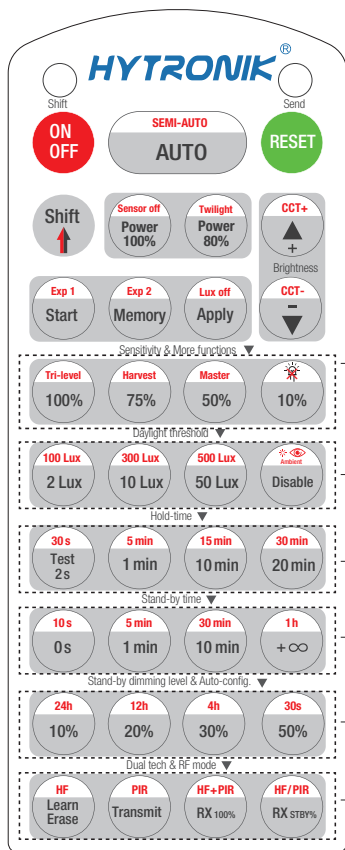 HYTRONIK®
Shift
Send
ON
OFF
SEMI-AUTO
AUTO
RESET
Shift
Sensor off
Power
100%
Twilight
Power
80%
CCT+
+
Brightness
Exp 1
Start
Exp 2
Memory
Lux off
Apply
CCT-
-
Sensitivity & More functions ▼
Tri-level
100%
Harvest
75%
Master
50%
10%
Daylight threshold ▼
100 Lux
2 Lux
300 Lux
10 Lux
500 Lux
50 Lux
Ambient
Disable
Hold-time ▼
30 s
Test
2 s
5 min
1 min
15 min
10 min
30 min
20 min
Stand-by time ▼
10 s
0 s
5 min
1 min
30 min
10 min
1 h
+∞
Stand-by dimming level & Auto-config. ▼
24h
10%
12h
20%
4h
30%
30s
50%
Dual tech & RF mode ▼
HF
Learn
Erase
PIR
Transmit
HF+PIR
RX 100%
HF/PIR
RX STBY%